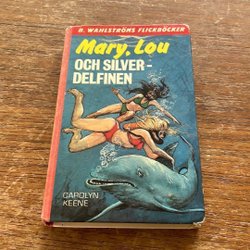 B. WAHLSTRÖMS FLICKBÖCKER
Mary, Lou
OCH SILVER-
DELFINEN
CAROLYN
KEENE